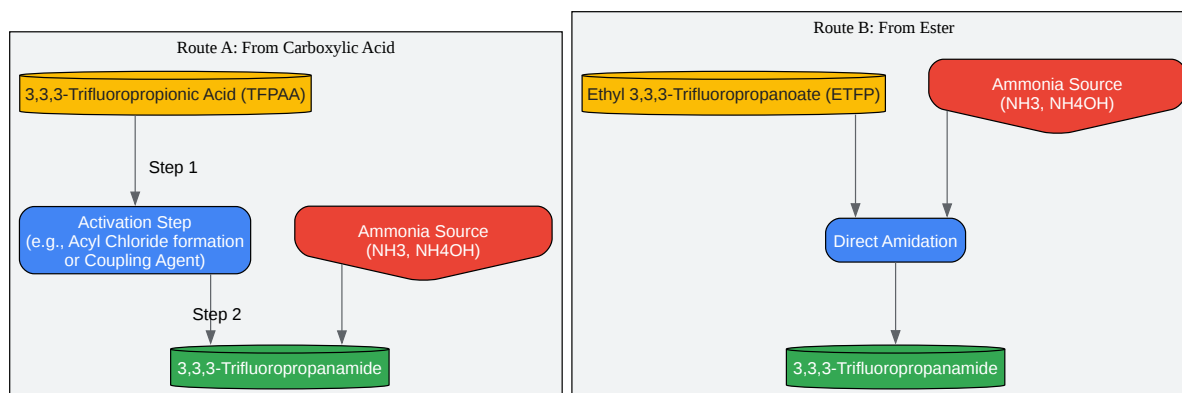 Route A: From Carboxylic Acid
3,3,3-Trifluoropropionic Acid (TFPAA)
Step 1
Activation Step
(e.g., Acyl Chloride formation
or Coupling Agent)
Ammonia Source
(NH3, NH4OH)
Step 2
3,3,3-Trifluoropropanamide
Route B: From Ester
Ethyl 3,3,3-Trifluoropropanoate (ETFP)
Ammonia Source
(NH3, NH4OH)
Direct Amidation
3,3,3-Trifluoropropanamide